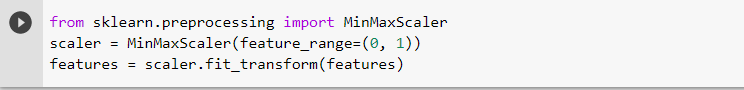 from sklearn.preprocessing import MinMaxScaler
scaler = MinMaxScaler(feature_range=(0, 1))
features = scaler.fit_transform(features)